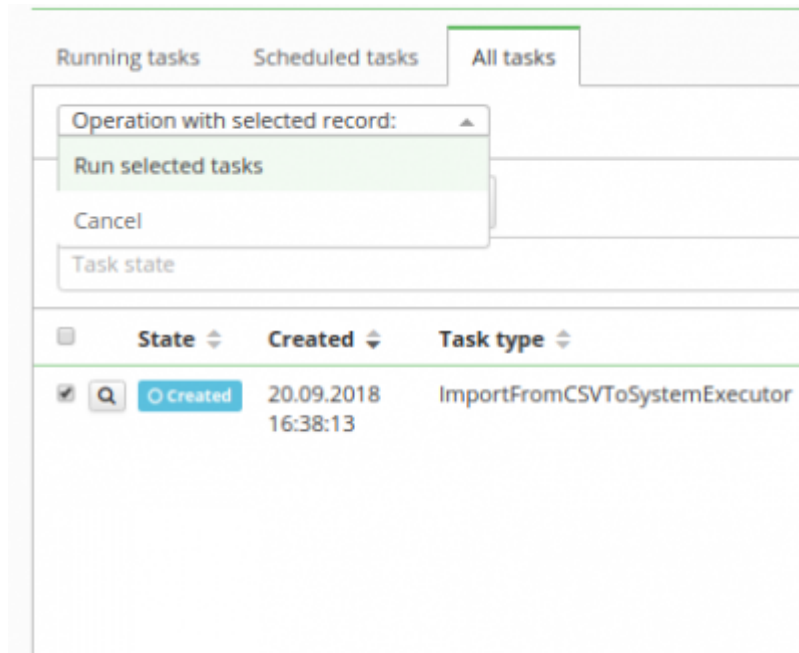 Running tasks Scheduled tasks All tasks
Operation with selected record:
Run selected tasks
Cancel
Task state
State Created Task type
Created 20.09.2018 ImportFromCSVToSystemExecutor
16:38:13